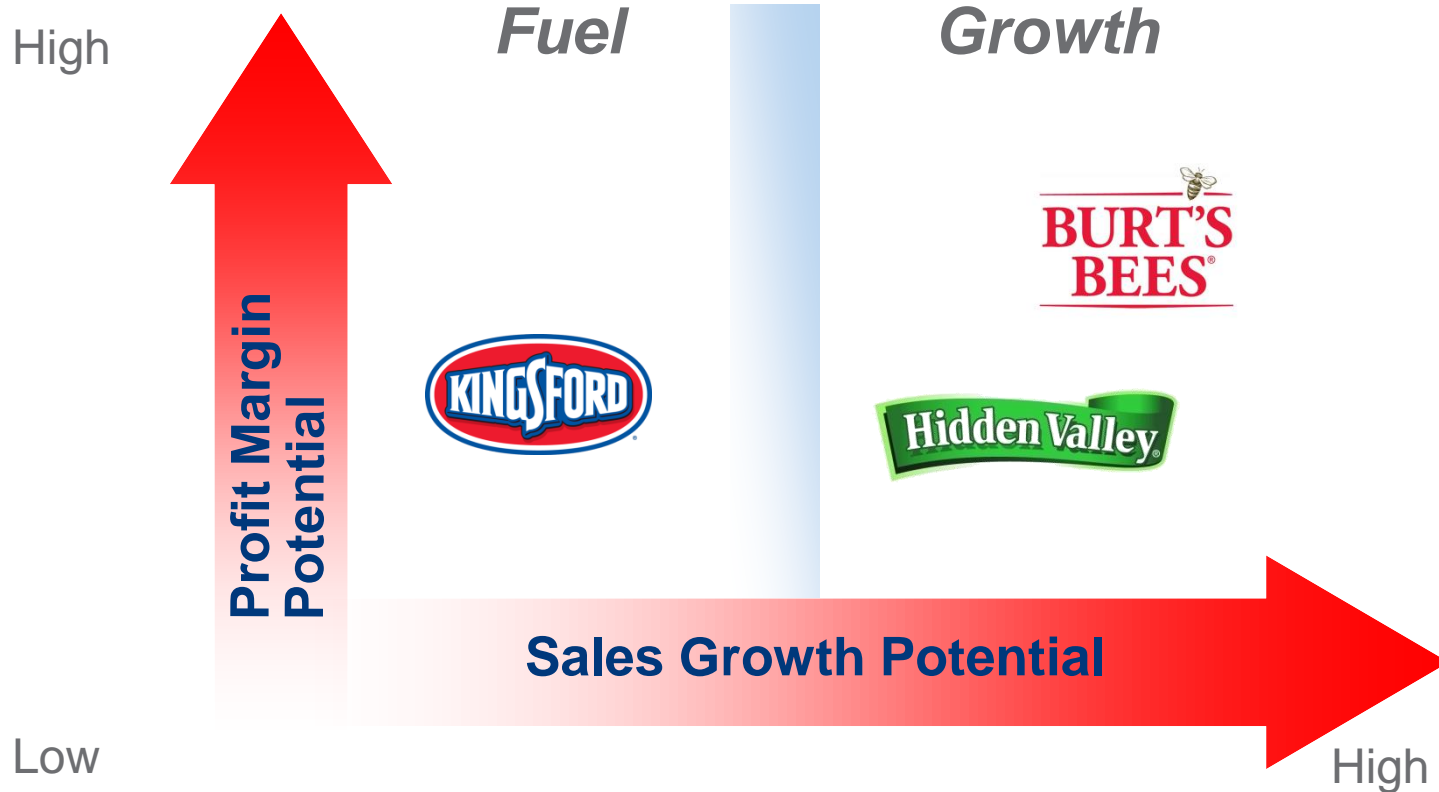 High
Fuel
Growth
BURT'S
BEES®
KINGSFORD®
Hidden Valley®
Profit Margin
Potential
Sales Growth Potential
Low
High